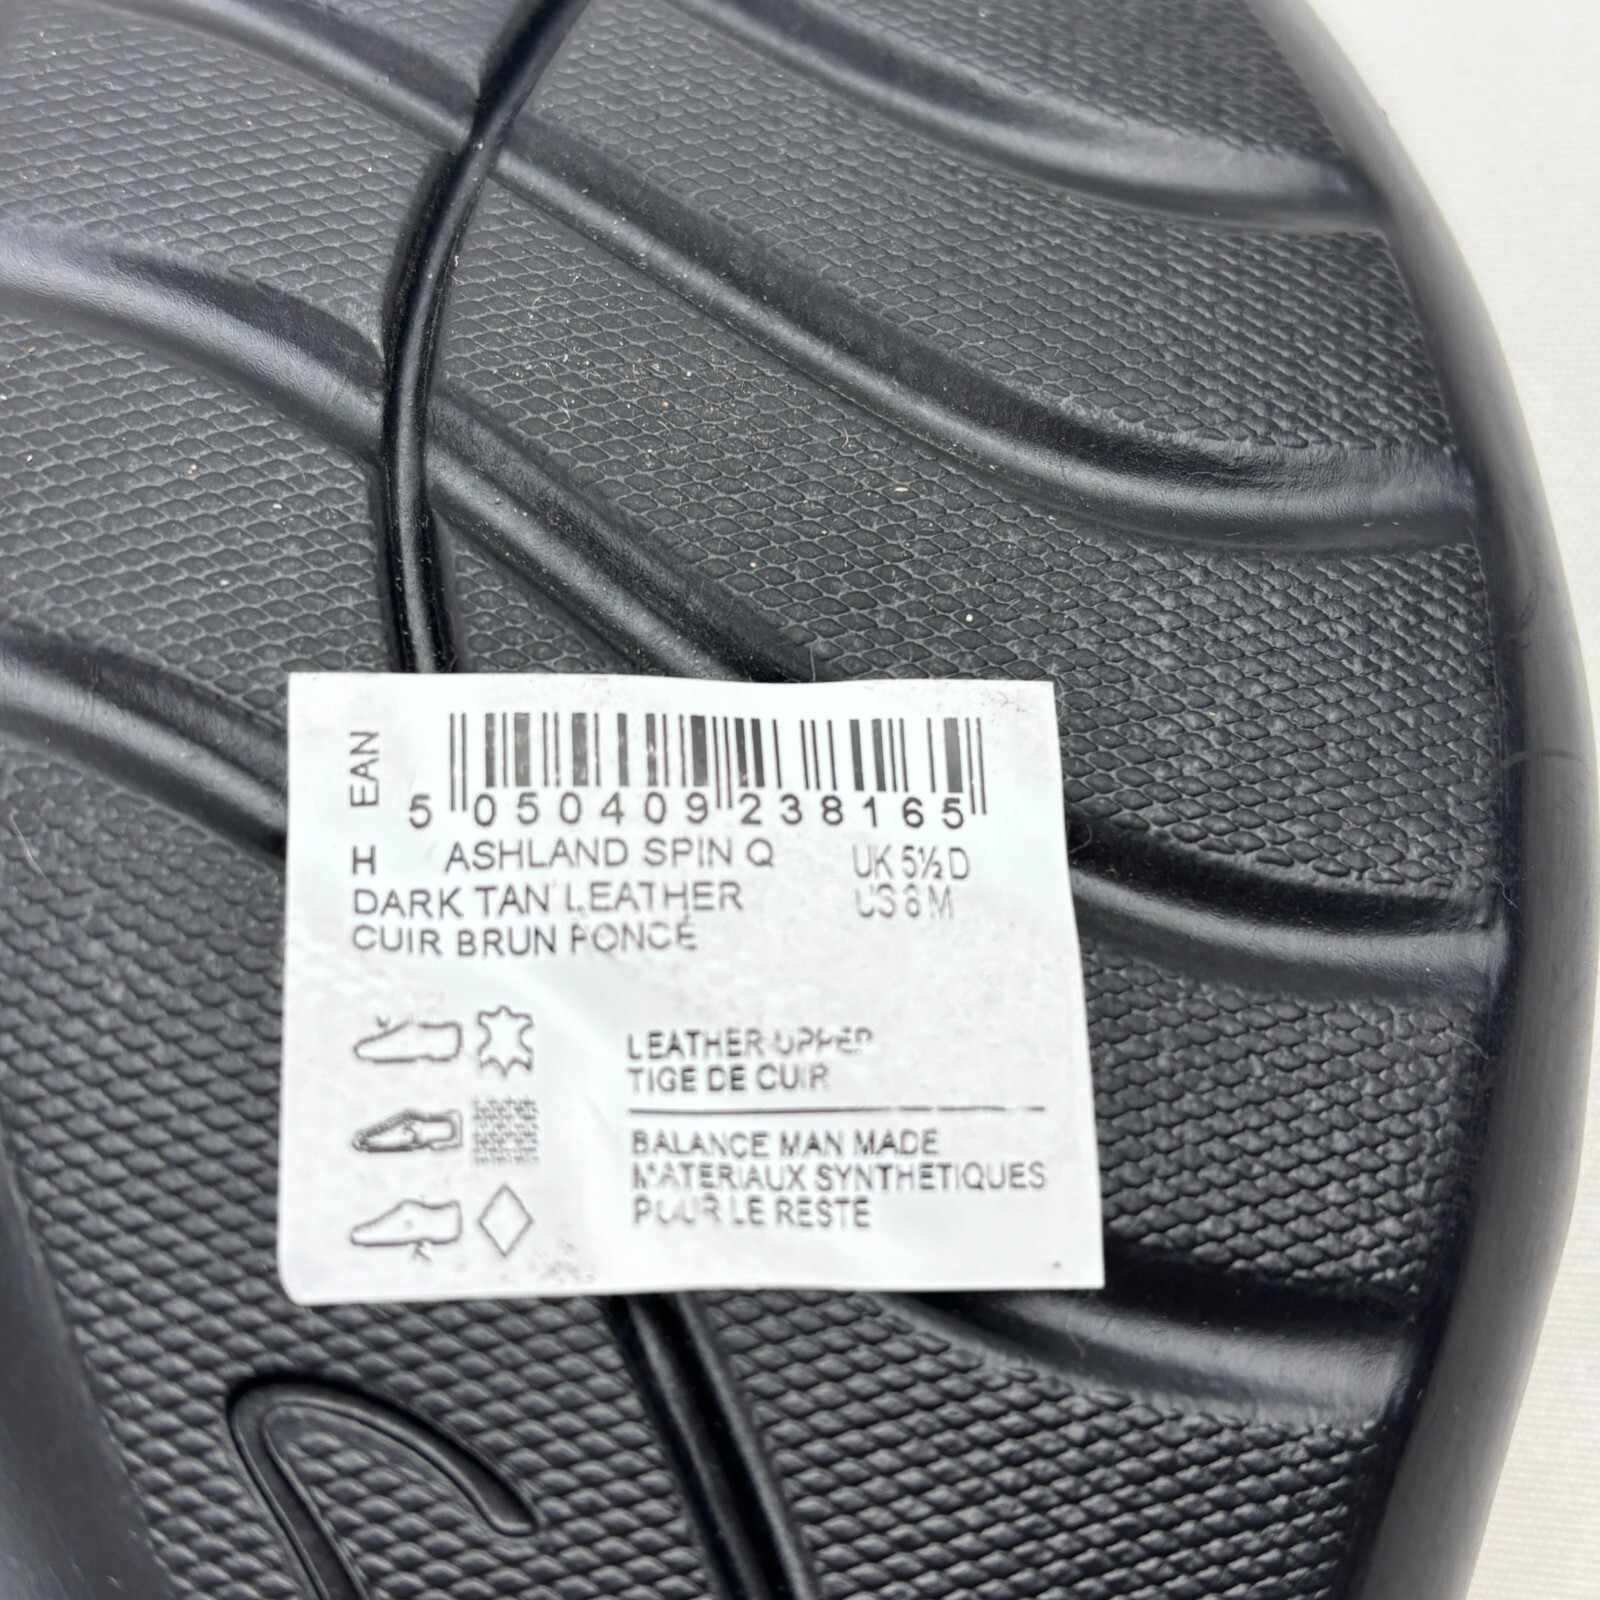 EAN
5 050409 238165
H ASHLAND SPIN Q UK 5½ D
DARK TAN LEATHER US 8 M
CUIR BRUN FONCÉ
LEATHER UPPER
TIGE DE CUIR
BALANCE MAN MADE
MATERIAUX SYNTHETIQUES
POUR LE RESTE